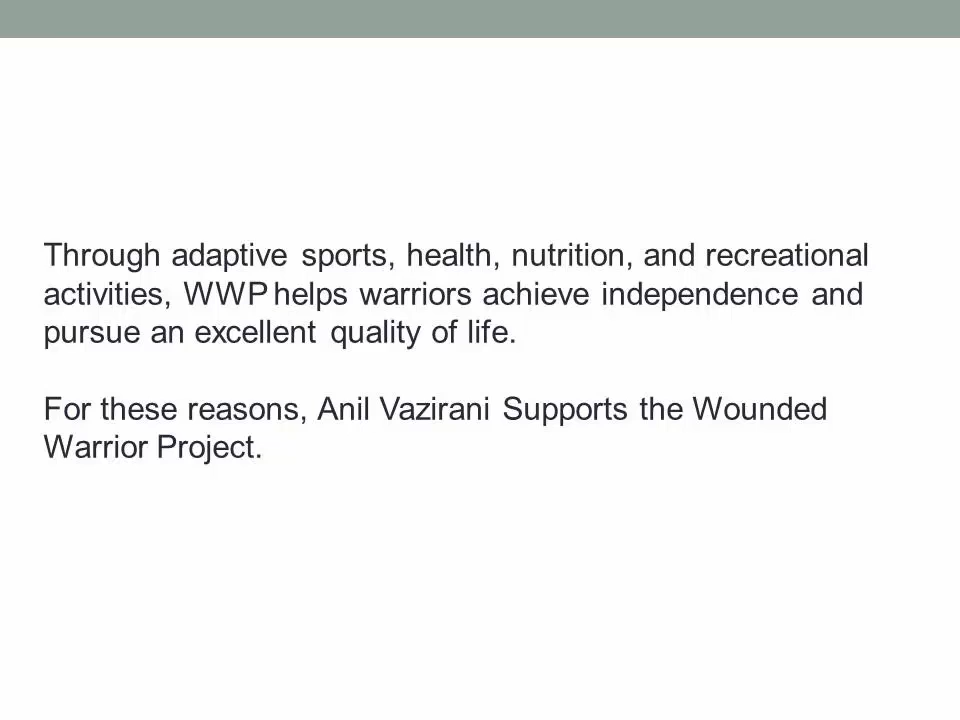 Through adaptive sports, health, nutrition, and recreational
activities, WWP helps warriors achieve independence and
pursue an excellent quality of life.
For these reasons, Anil Vazirani Supports the Wounded
Warrior Project.